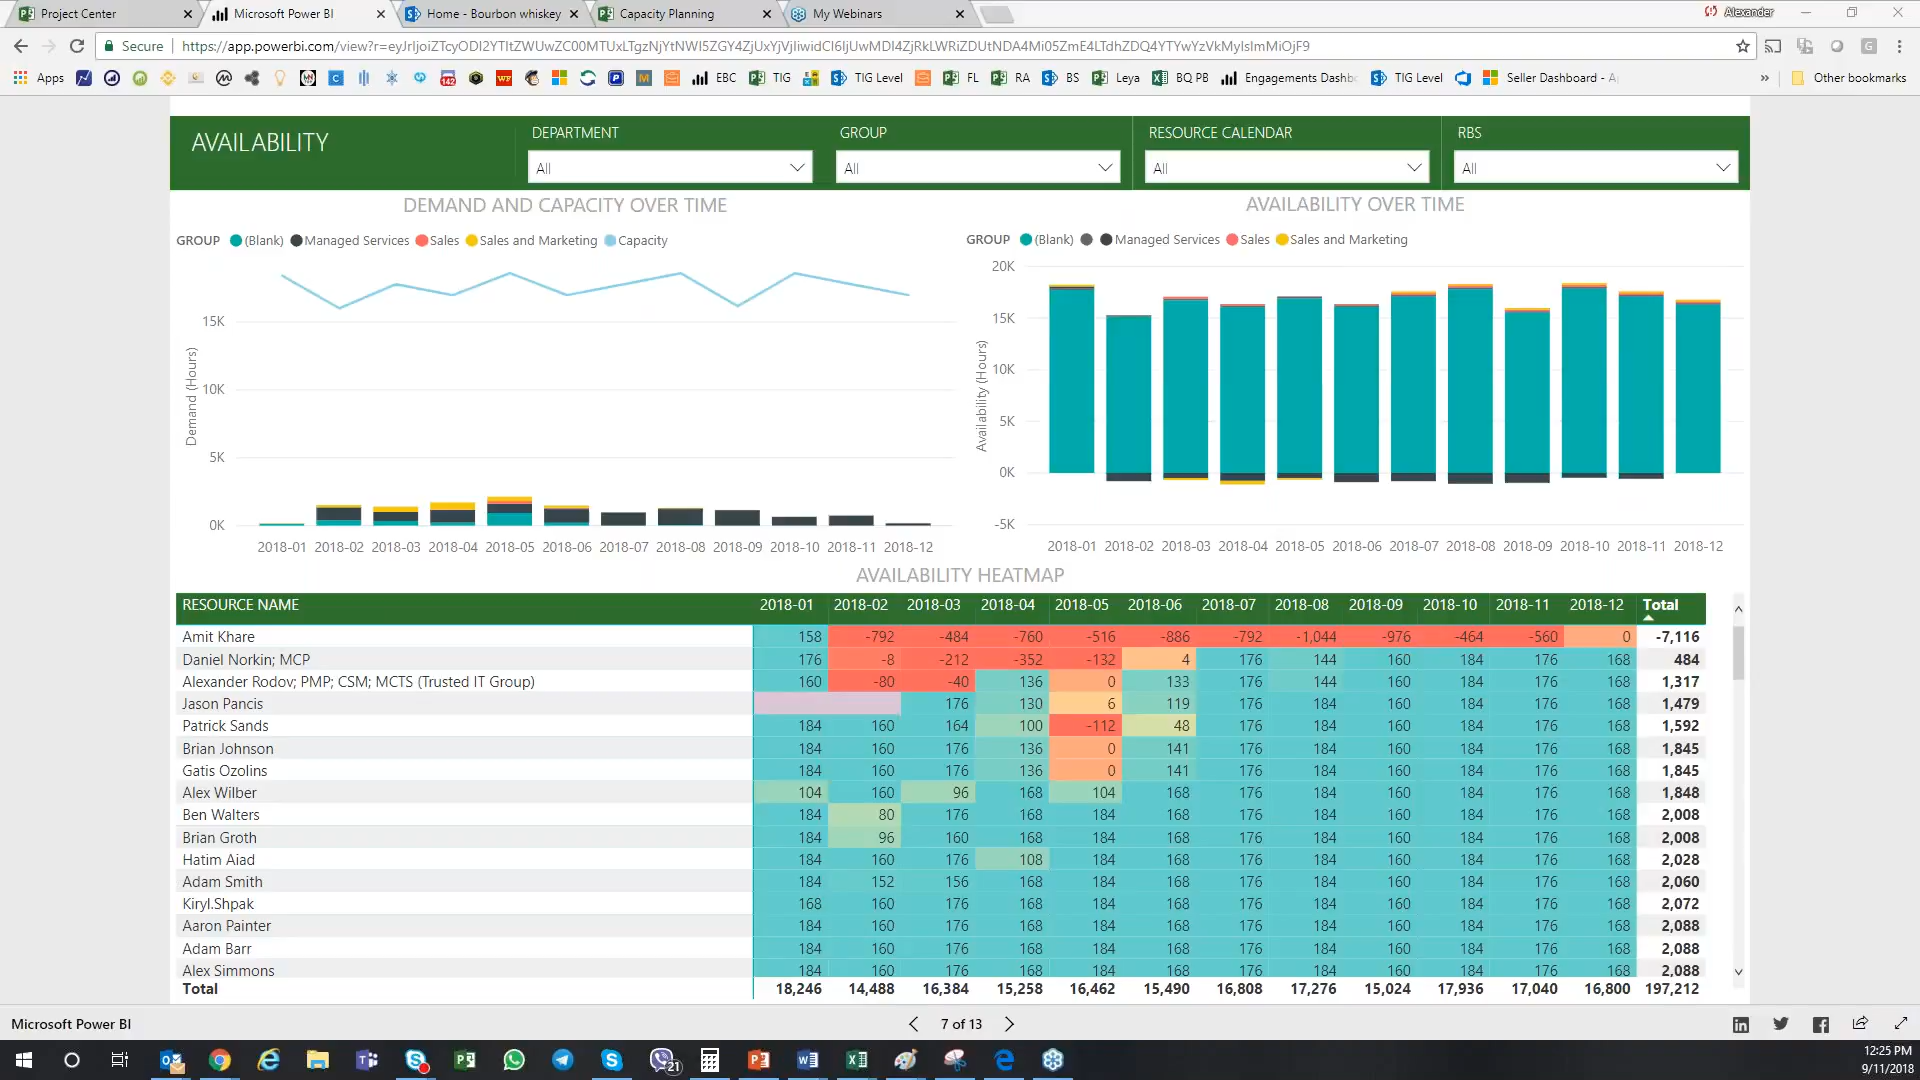 Project Center
Microsoft Power BI
Home - Bourbon whiskey
Capacity Planning
My Webinars
Alexander
Secure
Apps
142
EBC
TIG
TIG Level
FL
RA
BS
Leya
BQ PB
Engagements Dashb
TIG Level
Seller Dashboard - A
Other bookmarks
AVAILABILITY
DEPARTMENT
GROUP
RESOURCE CALENDAR
RBS
All
All
All
All
DEMAND AND CAPACITY OVER TIME
GROUP (Blank) Managed Services Sales Sales and Marketing Capacity
15K
10K
5K
0K
Demand (Hours)
2018-01 2018-02 2018-03 2018-04 2018-05 2018-06 2018-07 2018-08 2018-09 2018-10 2018-11 2018-12
AVAILABILITY OVER TIME
GROUP (Blank) Managed Services Sales Sales and Marketing
20K
15K
10K
5K
0K
-5K
Availability (Hours)
2018-01 2018-02 2018-03 2018-04 2018-05 2018-06 2018-07 2018-08 2018-09 2018-10 2018-11 2018-12
AVAILABILITY HEATMAP
RESOURCE NAME 2018-01 2018-02 2018-03 2018-04 2018-05 2018-06 2018-07 2018-08 2018-09 2018-10 2018-11 2018-12 Total
Amit Khare 158 -792 -484 -760 -516 -886 -792 -1,044 -976 -464 -560 0 -7,116
Daniel Norkin; MCP 176 -8 -212 -352 -132 4 176 144 160 184 176 168 484
Alexander Rodov; PMP; CSM; MCTS (Trusted IT Group) 160 -80 -40 136 0 133 176 144 160 184 176 168 1,317
Jason Pancis 176 130 6 119 176 184 160 184 176 168 1,479
Patrick Sands 184 160 164 100 -112 48 176 184 160 184 176 168 1,592
Brian Johnson 184 160 176 136 0 141 176 184 160 184 176 168 1,845
Gatis Ozolins 184 160 176 136 0 141 176 184 160 184 176 168 1,845
Alex Wilber 104 160 96 168 104 168 176 184 160 184 176 168 1,848
Ben Walters 184 80 176 168 184 168 176 184 160 184 176 168 2,008
Brian Groth 184 96 160 168 184 168 176 184 160 184 176 168 2,008
Hatim Aiad 184 160 176 108 184 168 176 184 160 184 176 168 2,028
Adam Smith 184 152 156 168 184 168 176 184 160 184 176 168 2,060
Kiryl.Shpak 168 160 176 168 184 168 176 184 160 184 176 168 2,072
Aaron Painter 184 160 176 168 184 168 176 184 160 184 176 168 2,088
Adam Barr 184 160 176 168 184 168 176 184 160 184 176 168 2,088
Alex Simmons 184 160 176 168 184 168 176 184 160 184 176 168 2,088
Total 18,246 14,488 16,384 15,258 16,462 15,490 16,808 17,276 15,024 17,936 17,040 16,800 197,212
Microsoft Power BI
7 of 13
21
12:25 PM
9/11/2018